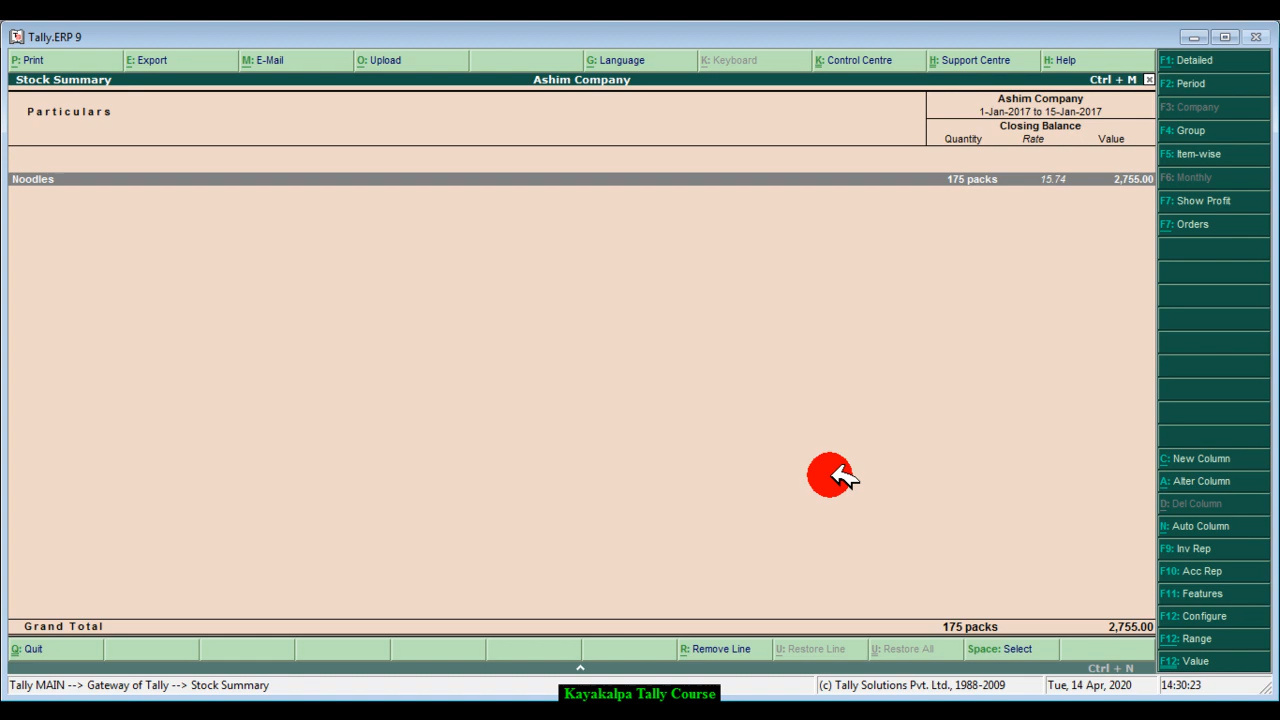 Tally.ERP 9
P: Print E: Export M: E-Mail O: Upload G: Language K: Keyboard K: Control Centre H: Support Centre H: Help
Stock Summary Ashim Company Ctrl + M
Particulars
Ashim Company
1-Jan-2017 to 15-Jan-2017
Closing Balance
Quantity Rate Value
Noodles 175 packs 15.74 2,755.00
Grand Total 175 packs 2,755.00
Q: Quit R: Remove Line U: Restore Line U: Restore All Space: Select
Ctrl + N
F1: Detailed
F2: Period
F3: Company
F4: Group
F5: Item-wise
F6: Monthly
F7: Show Profit
F7: Orders
C: New Column
A: Alter Column
D: Del Column
N: Auto Column
F9: Inv Rep
F10: Acc Rep
F11: Features
F12: Configure
F12: Range
F12: Value
Tally MAIN --> Gateway of Tally --> Stock Summary (c) Tally Solutions Pvt. Ltd., 1988-2009 Tue, 14 Apr, 2020 14:30:23
Kayakalpa Tally Course